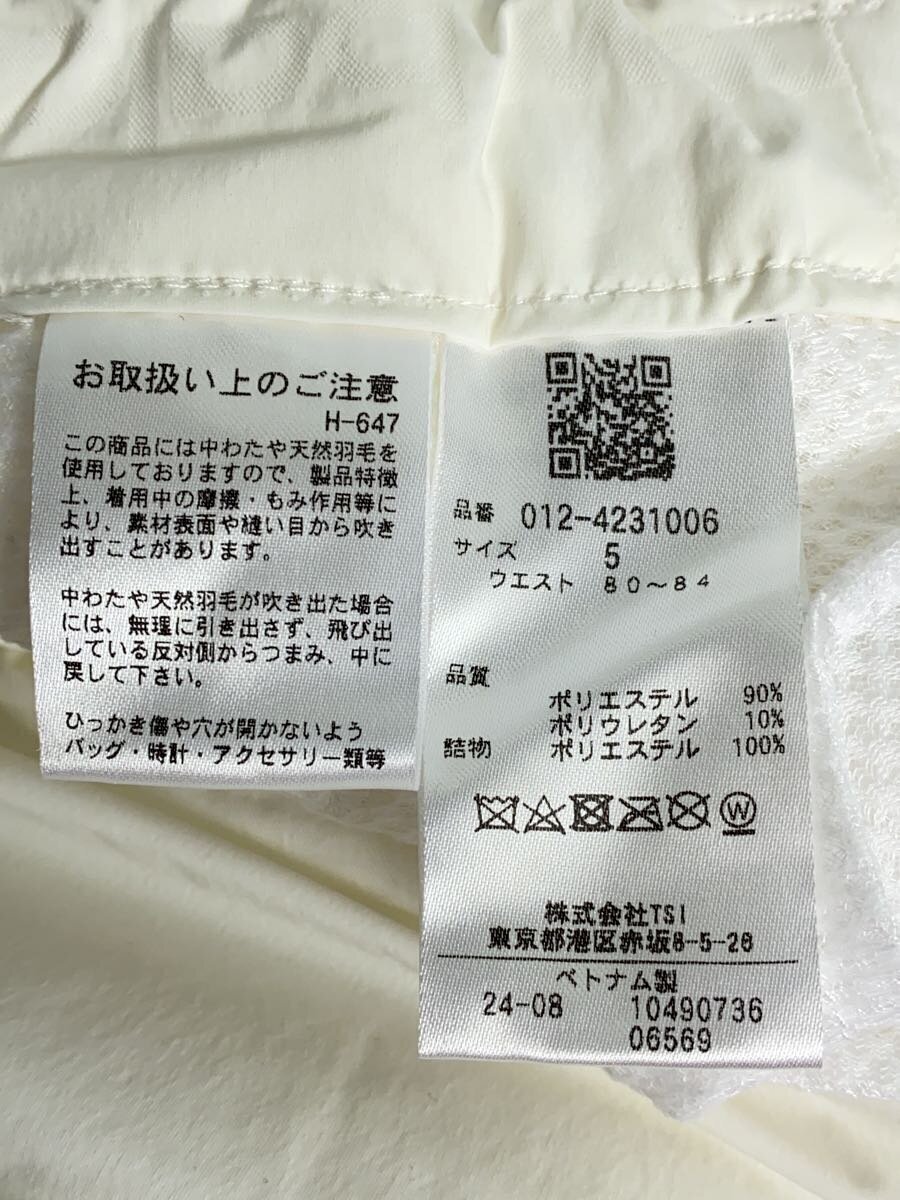 お取扱い上のご注意
H-647
この商品には中わたや天然羽毛を
使用しておりますので、製品特徴
上、着用中の摩擦・もみ作用等に
より、素材表面や縫い目から吹き
出すことがあります。
中わたや天然羽毛が吹き出た場合
には、無理に引き出さず、飛び出
している反対側からつまみ、中に
戻して下さい。
ひっかき傷や穴が開かないよう
バッグ・時計・アクセサリー類等
品番 012-4231006
サイズ 5
ウエスト 80〜84
品質
ポリエステル 90%
ポリウレタン 10%
詰物 ポリエステル 100%
W
株式会社TSI
東京都港区赤坂8-5-28
ベトナム製
24-08 10490736
06569